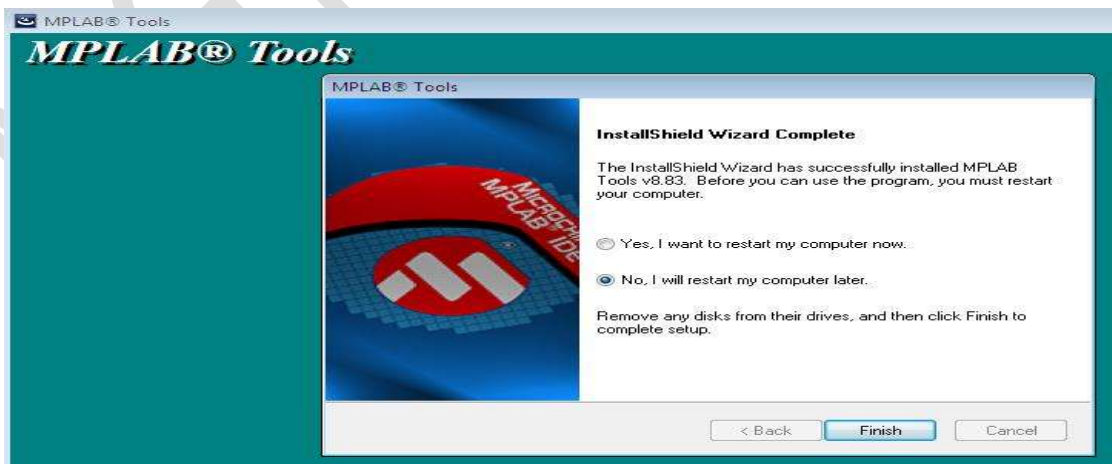 MPLAB® Tools
MPLAB® Tools
MPLAB® Tools
InstallShield Wizard Complete
The InstallShield Wizard has successfully installed MPLAB
Tools v8.83. Before you can use the program, you must restart
your computer.
Yes, I want to restart my computer now.
No, I will restart my computer later.
Remove any disks from their drives, and then click Finish to
complete setup.
MICROCHIP
MPLAB® IDE
< Back Finish Cancel